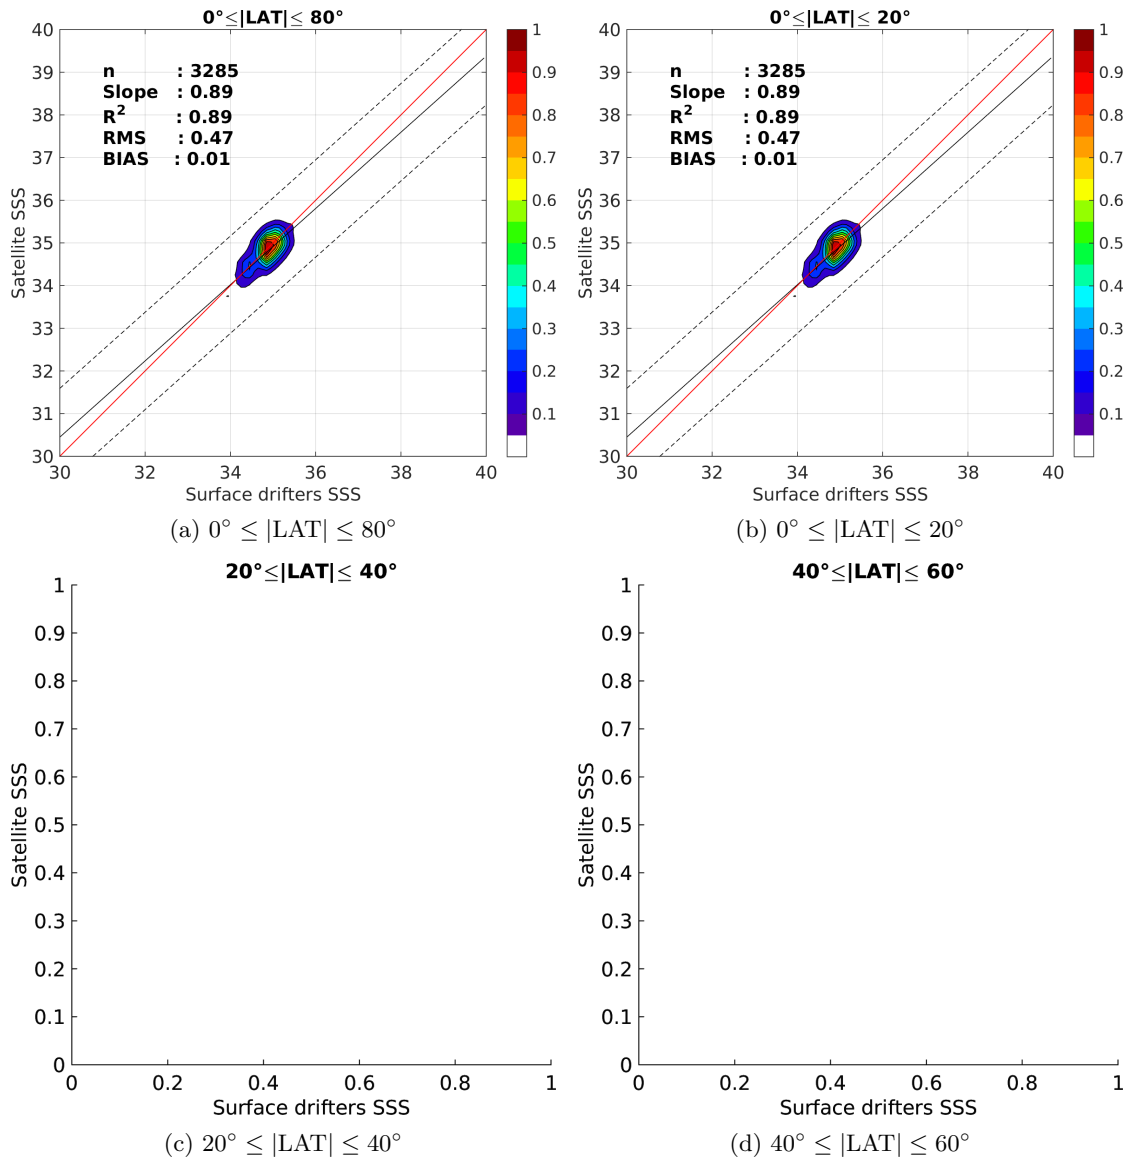 0°≤|LAT|≤ 80°
40
39
38
37
36
35
34
33
32
31
30
Satellite SSS
n : 3285
Slope : 0.89
R² : 0.89
RMS : 0.47
BIAS : 0.01
30 32 34 36 38 40
Surface drifters SSS
1
0.9
0.8
0.7
0.6
0.5
0.4
0.3
0.2
0.1
(a) 0° ≤ |LAT| ≤ 80°
0°≤|LAT|≤ 20°
40
39
38
37
36
35
34
33
32
31
30
Satellite SSS
n : 3285
Slope : 0.89
R² : 0.89
RMS : 0.47
BIAS : 0.01
30 32 34 36 38 40
Surface drifters SSS
1
0.9
0.8
0.7
0.6
0.5
0.4
0.3
0.2
0.1
(b) 0° ≤ |LAT| ≤ 20°
20°≤|LAT|≤ 40°
1
0.9
0.8
0.7
0.6
0.5
0.4
0.3
0.2
0.1
0
Satellite SSS
0 0.2 0.4 0.6 0.8 1
Surface drifters SSS
(c) 20° ≤ |LAT| ≤ 40°
40°≤|LAT|≤ 60°
1
0.9
0.8
0.7
0.6
0.5
0.4
0.3
0.2
0.1
0
Satellite SSS
0 0.2 0.4 0.6 0.8 1
Surface drifters SSS
(d) 40° ≤ |LAT| ≤ 60°